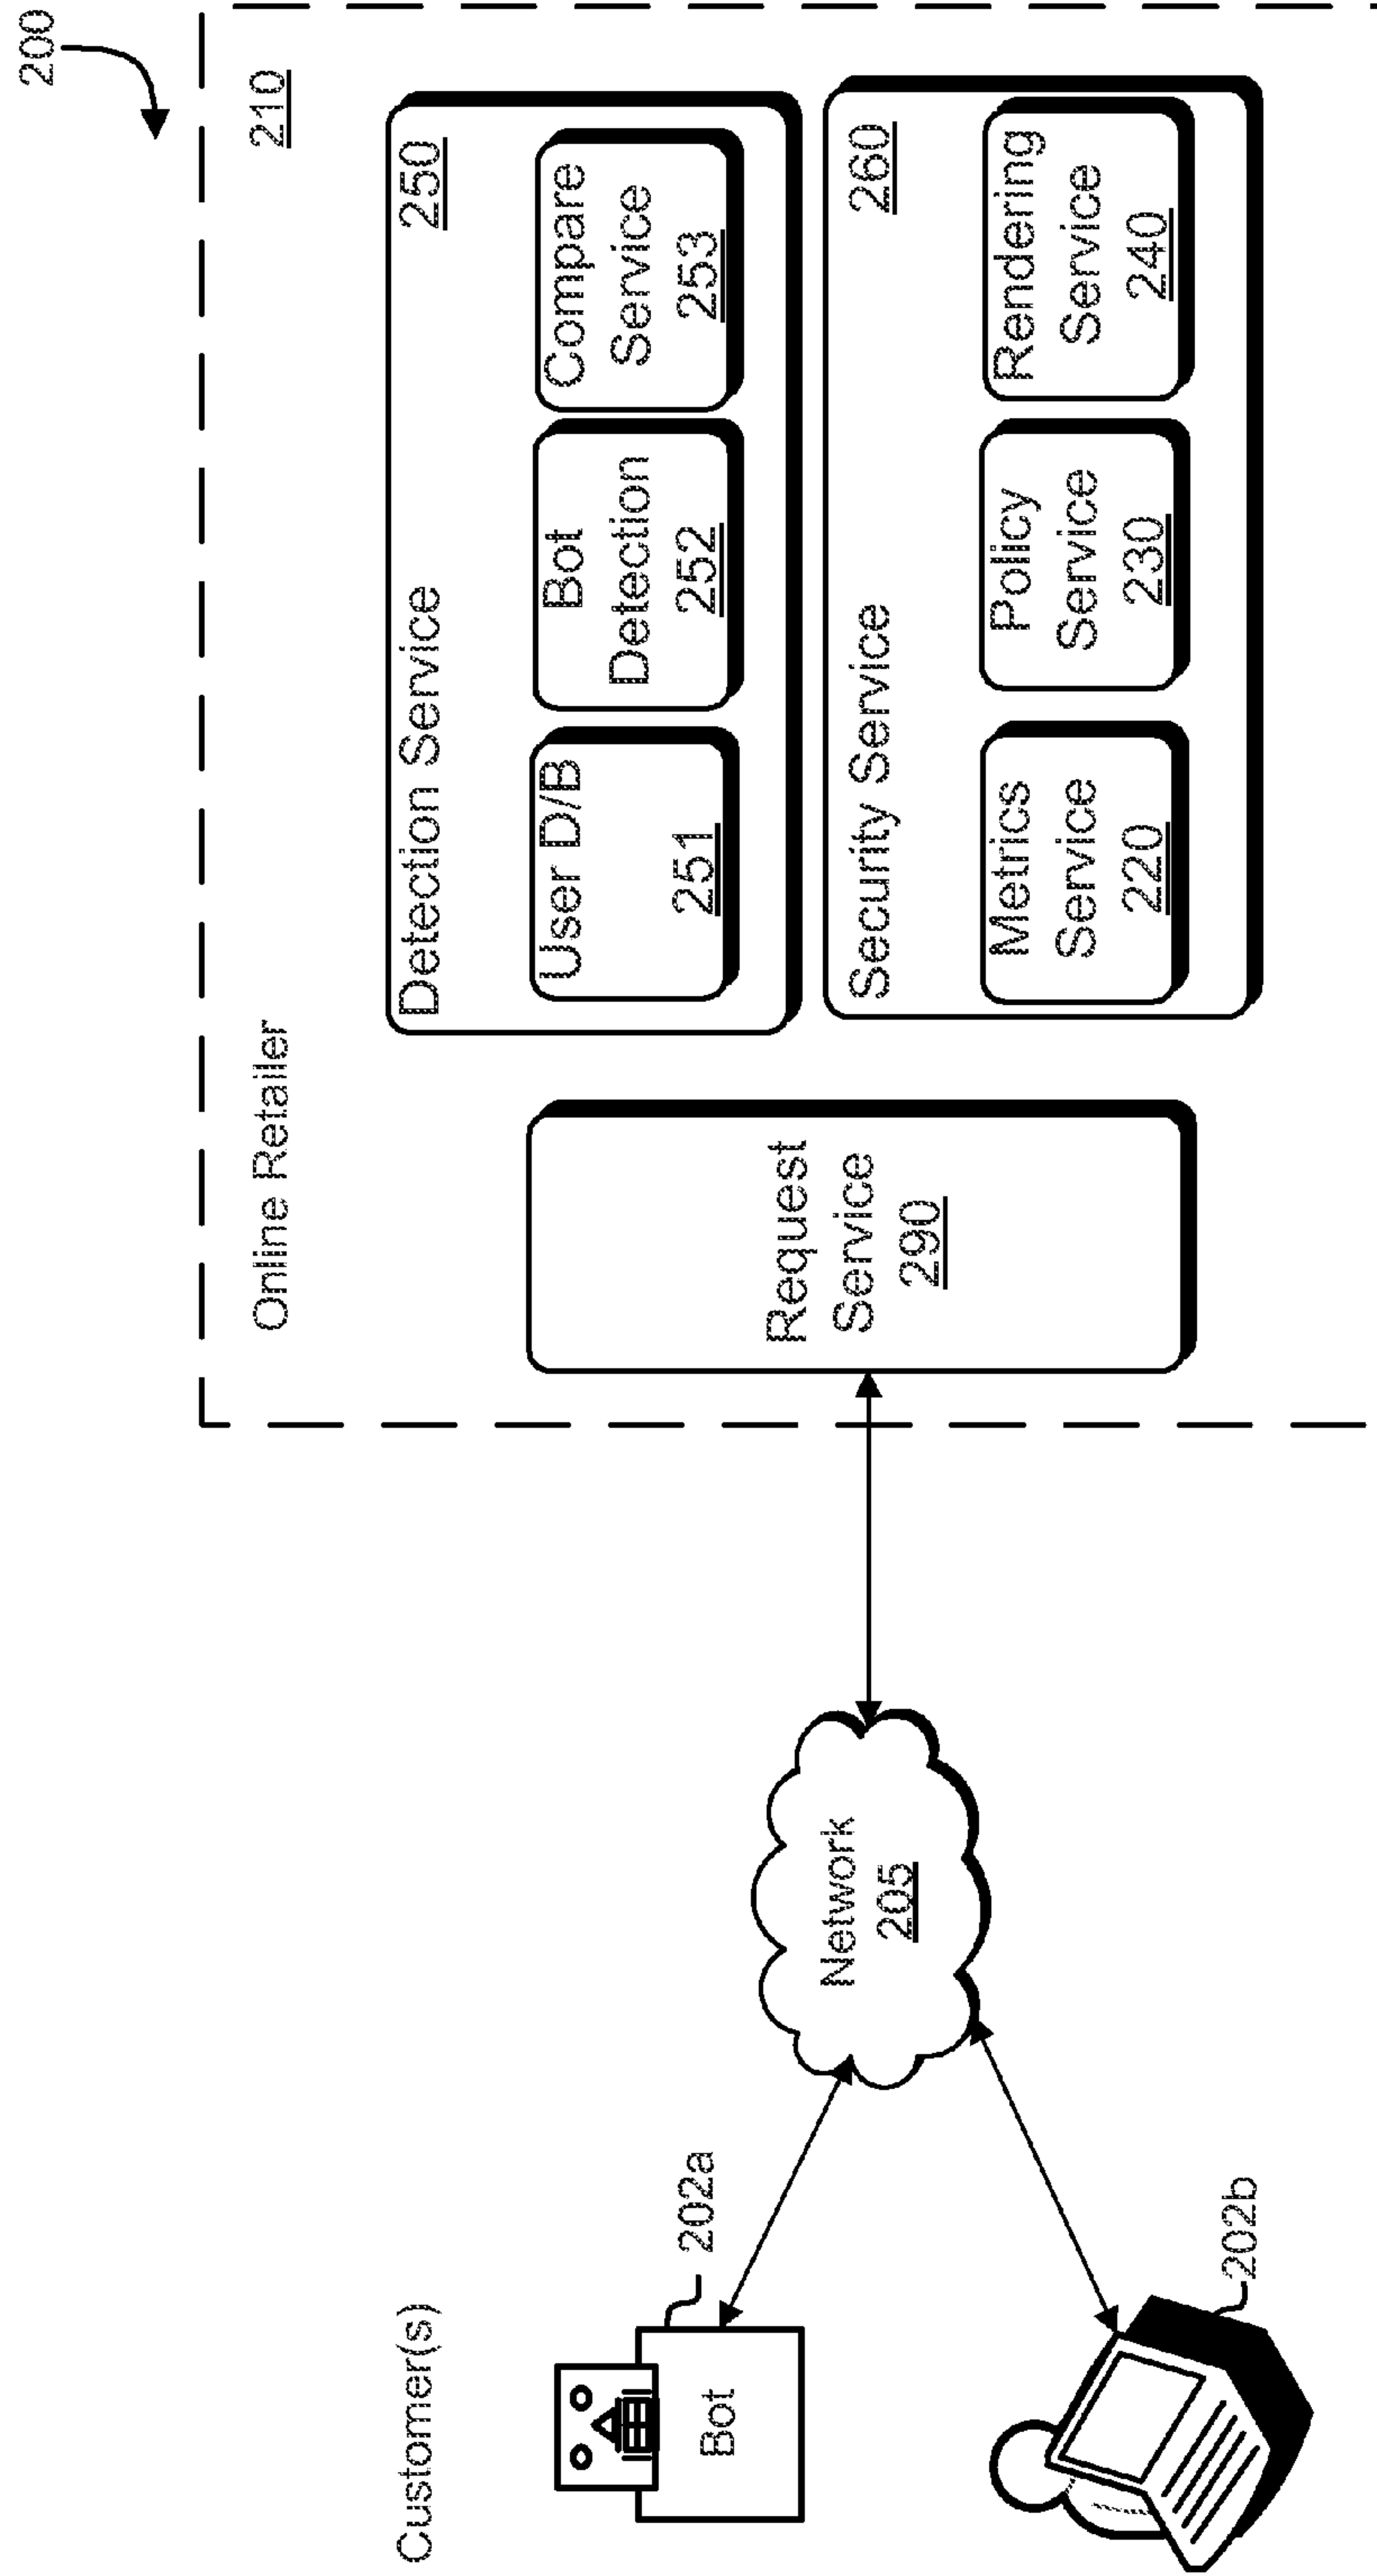 200
Online Retailer
210
Detection Service
250
User D/B
251
Bot
Detection
252
Compare
Service
253
Security Service
260
Metrics
Service
220
Policy
Service
230
Rendering
Service
240
Request
Service
290
Network
205
Customer(s)
Bot
202a
202b